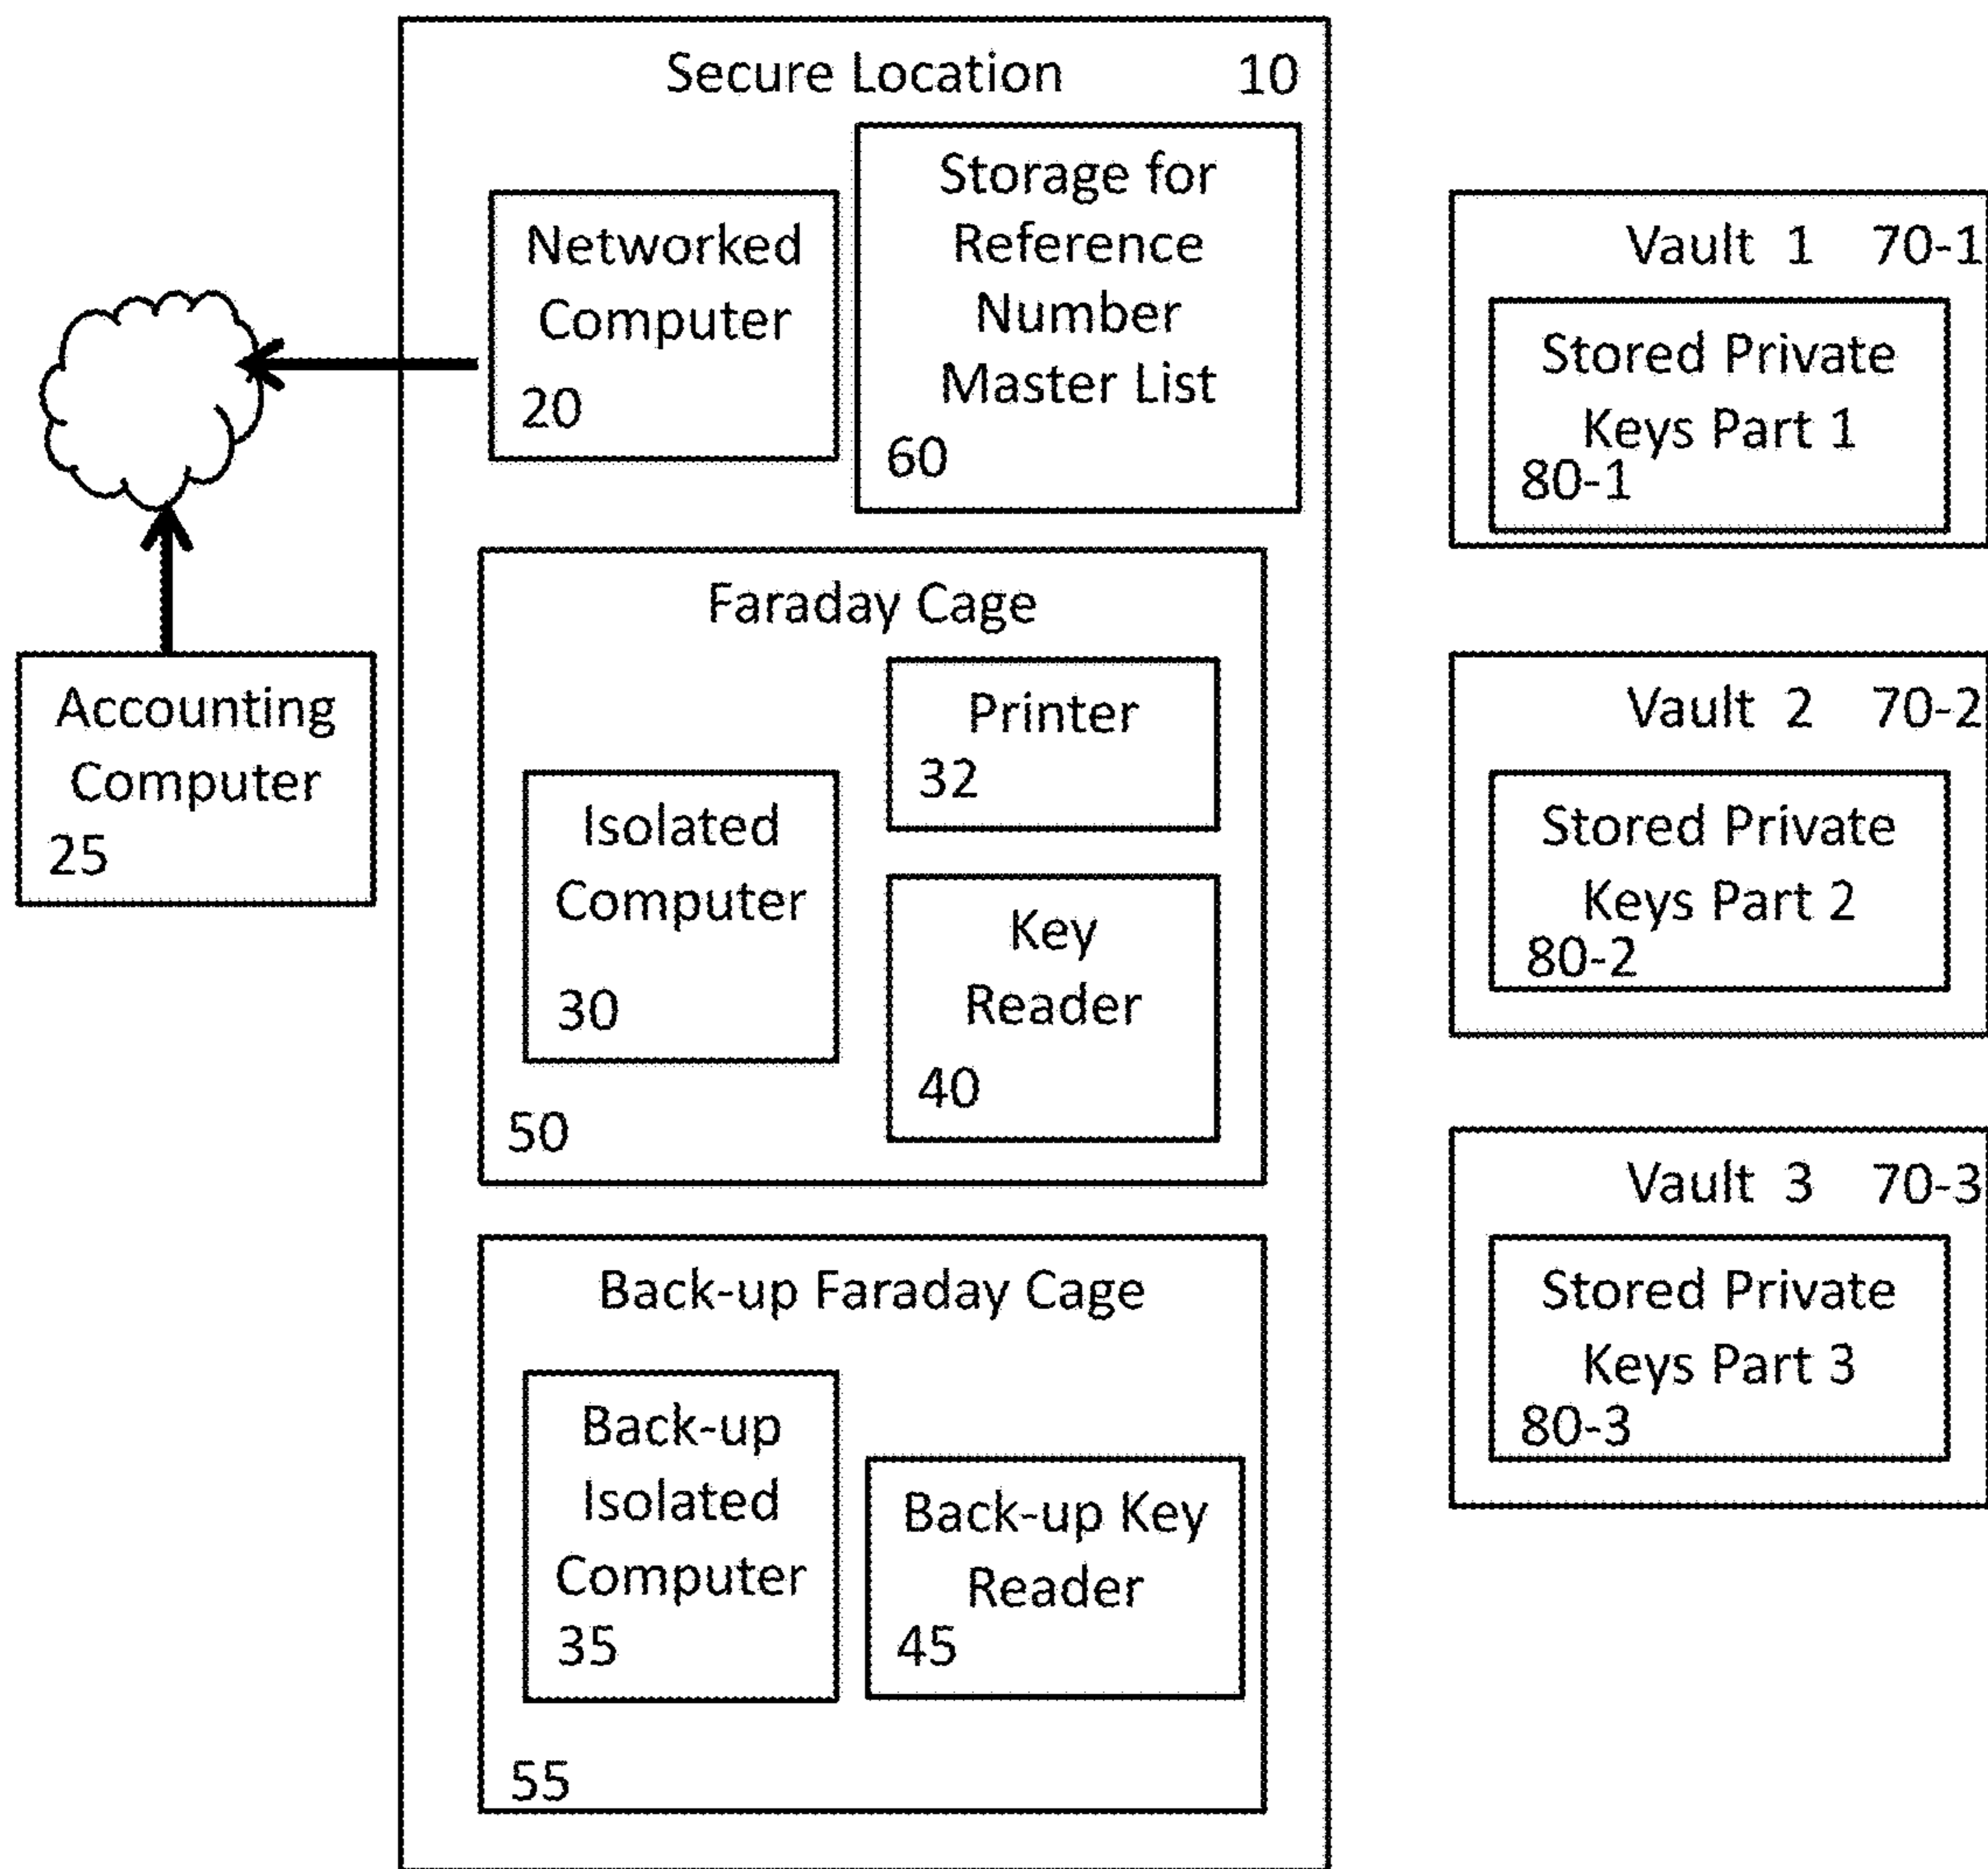 Secure Location 10
Networked
Computer
20
Storage for
Reference
Number
Master List
60
Accounting
Computer
25
Faraday Cage
Printer
32
Isolated
Computer
30
Key
Reader
40
50
Back-up Faraday Cage
Back-up
Isolated
Computer
35
Back-up Key
Reader
45
55
Vault 1 70-1
Stored Private
Keys Part 1
80-1
Vault 2 70-2
Stored Private
Keys Part 2
80-2
Vault 3 70-3
Stored Private
Keys Part 3
80-3